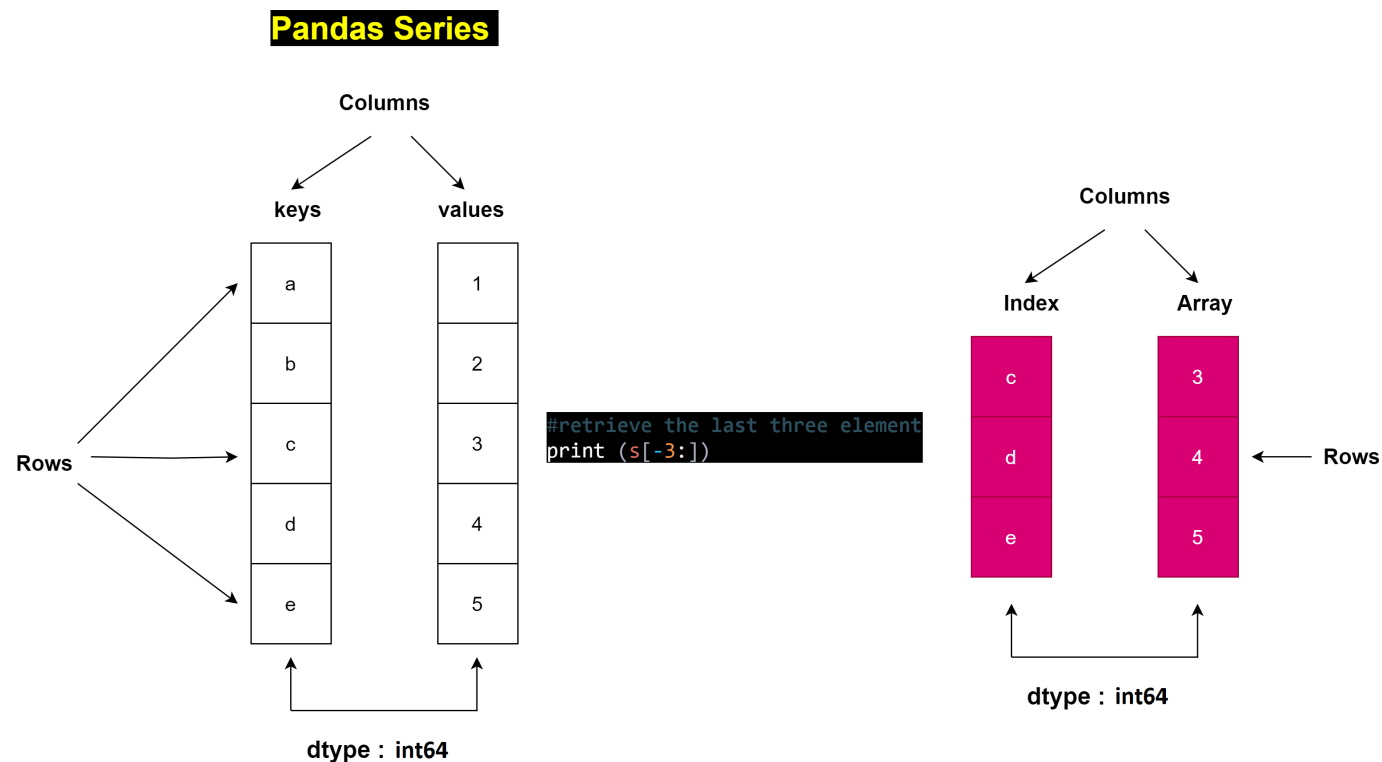 Pandas Series
Columns
keys
values
a
1
b
2
c
3
d
4
e
5
Rows
dtype : int64
#retrieve the last three element
print (s[-3:])
Columns
Index
Array
c
3
d
4
e
5
Rows
dtype : int64